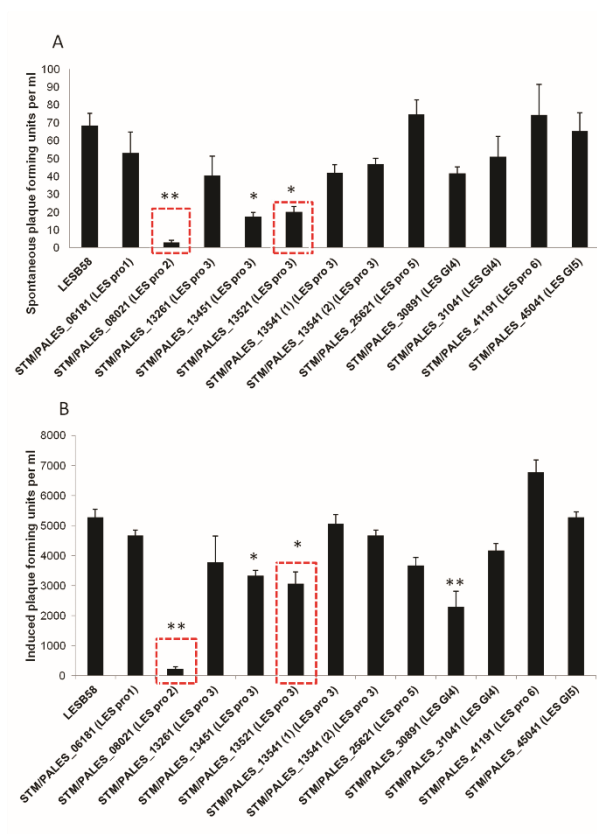 A
Spontaneous plaque forming units per ml
100
90
80
70
60
50
40
30
20
10
0
**
*
*
LESB58
STM/PALES_06181 (LES pro1)
STM/PALES_08021 (LES pro 2)
STM/PALES_13261 (LES pro 3)
STM/PALES_13451 (LES pro 3)
STM/PALES_13521 (LES pro 3)
STM/PALES_13541 (1) (LES pro 3)
STM/PALES_13541 (2) (LES pro 3)
STM/PALES_25621 (LES pro 5)
STM/PALES_30891 (LES GI4)
STM/PALES_31041 (LES GI4)
STM/PALES_41191 (LES pro 6)
STM/PALES_45041 (LES GI5)
B
Induced plaque forming units per ml
8000
7000
6000
5000
4000
3000
2000
1000
0
**
*
*
**
LESB58
STM/PALES_06181 (LES pro1)
STM/PALES_08021 (LES pro 2)
STM/PALES_13261 (LES pro 3)
STM/PALES_13451 (LES pro 3)
STM/PALES_13521 (LES pro 3)
STM/PALES_13541 (1) (LES pro 3)
STM/PALES_13541 (2) (LES pro 3)
STM/PALES_25621 (LES pro 5)
STM/PALES_30891 (LES GI4)
STM/PALES_31041 (LES GI4)
STM/PALES_41191 (LES pro 6)
STM/PALES_45041 (LES GI5)